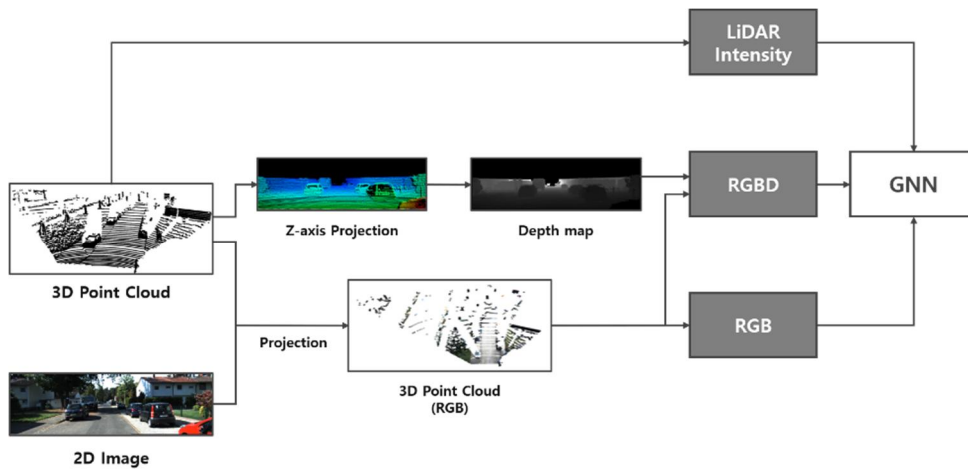 LiDAR
Intensity
RGBD
GNN
Z-axis Projection
Depth map
3D Point Cloud
RGB
Projection
3D Point Cloud
(RGB)
2D Image